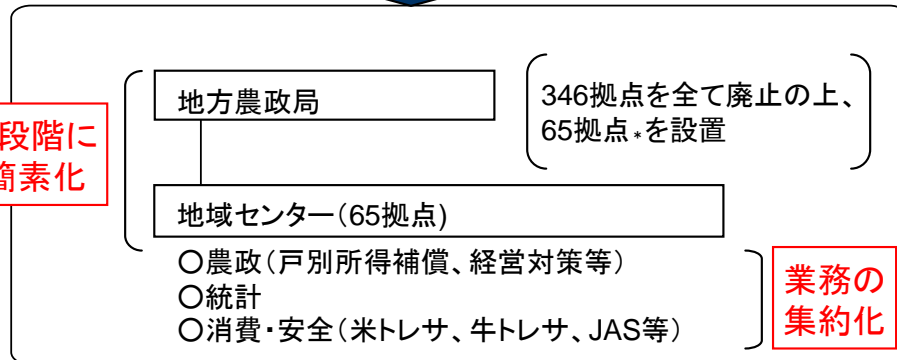 地方農政局
346拠点を全て廃止の上、
65拠点*を設置
段階に
簡素化
地域センター(65拠点)
○農政(戸別所得補償、経営対策等)
○統計
○消費・安全(米トレサ、牛トレサ、JAS等)
業務の
集約化